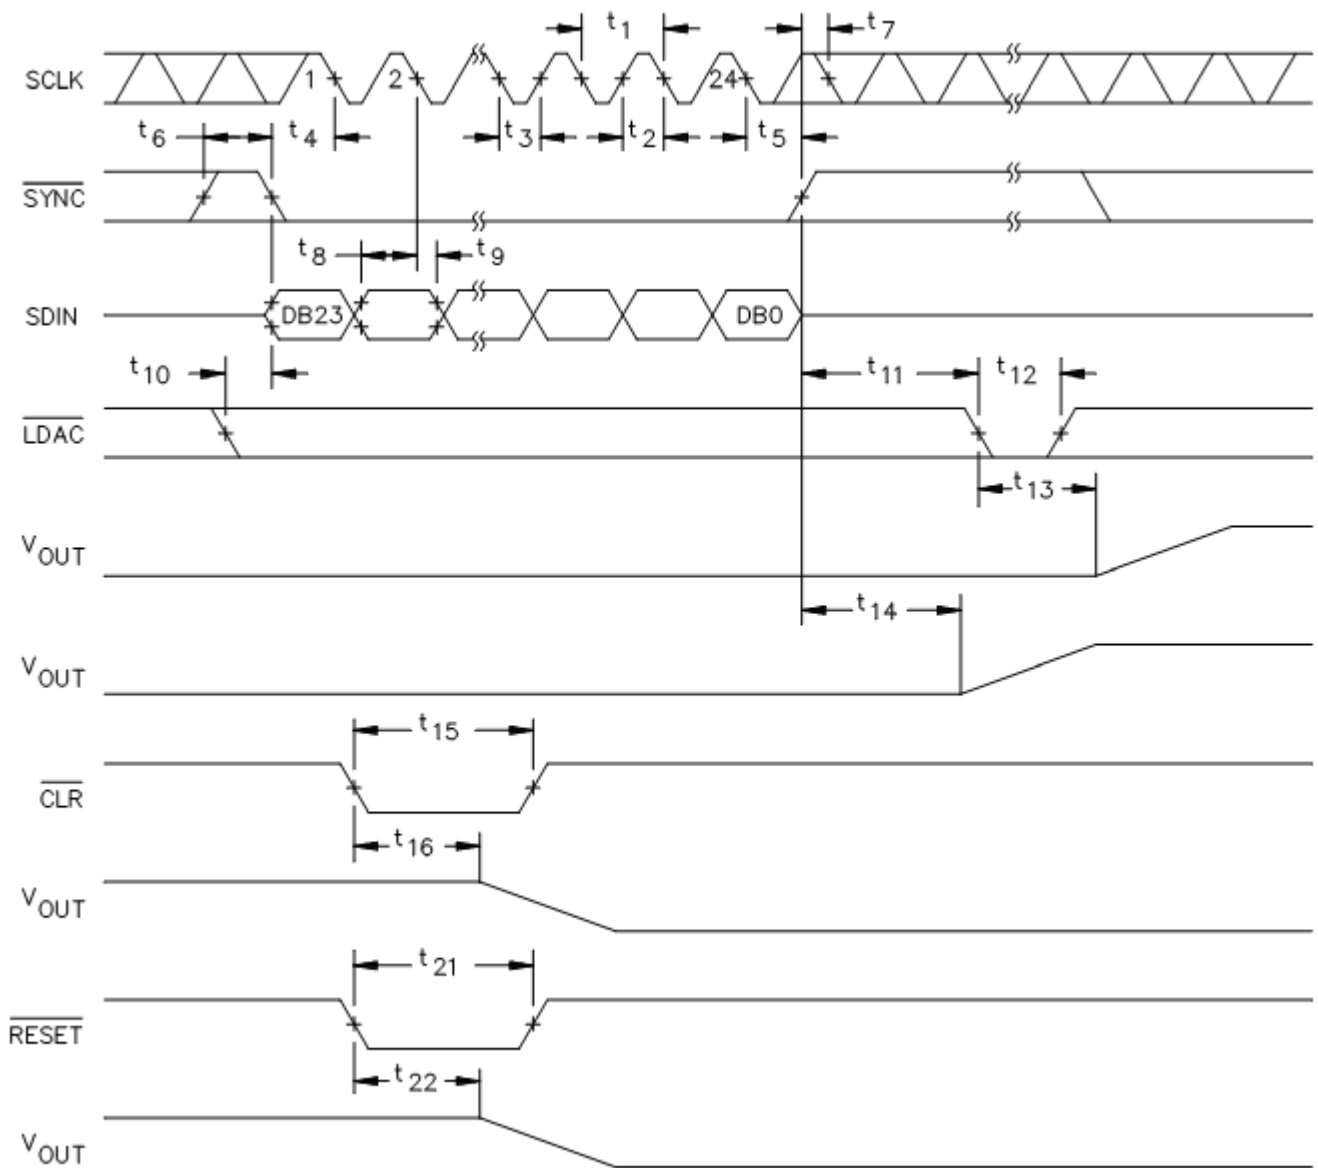 t1
t7
SCLK
1
2
24
t6
t4
t3
t2
t5
SYNC
t8
t9
SDIN
DB23
DB0
t10
t11
t12
LDAC
t13
VOUT
t14
VOUT
t15
CLR
t16
VOUT
t21
RESET
t22
VOUT